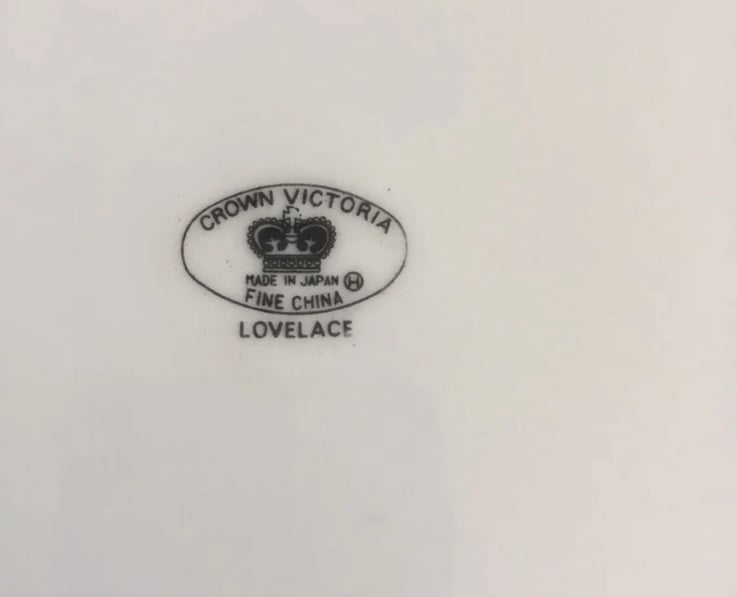 CROWN VICTORIA
MADE IN JAPAN H
FINE CHINA
LOVELACE